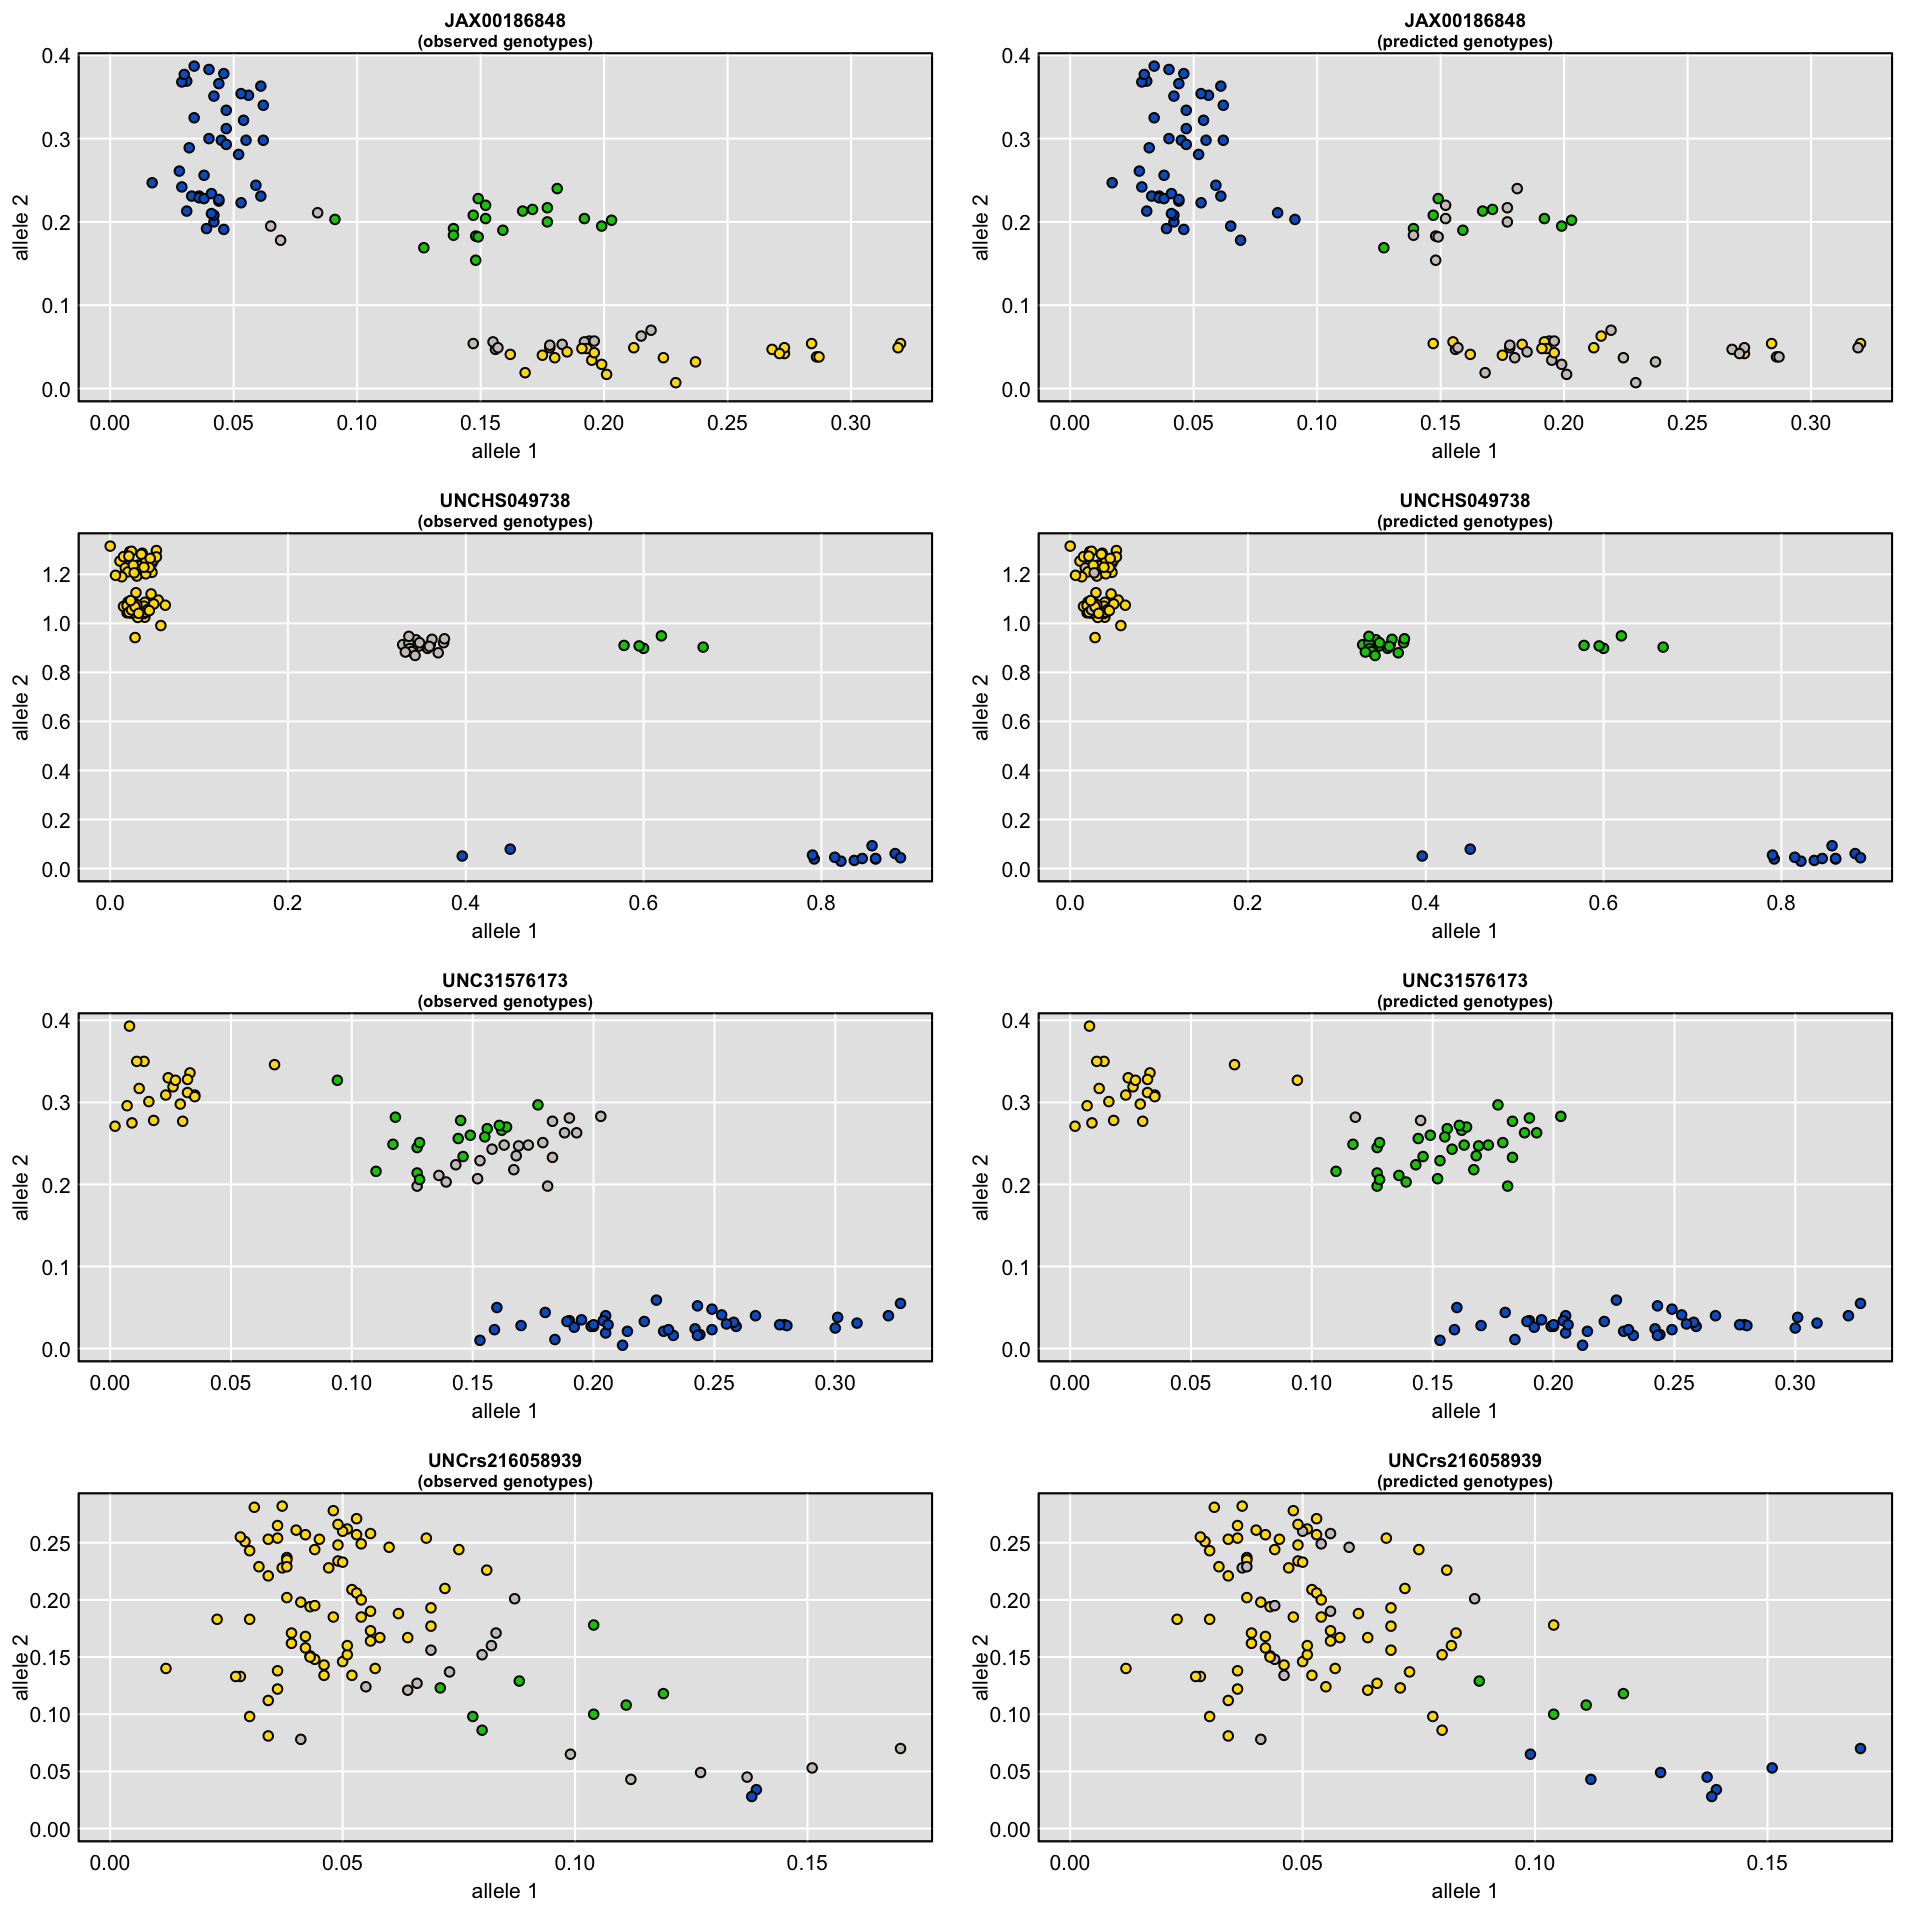 JAX00186848
(observed genotypes)
0.4
0.3
0.2
0.1
0.0
allele 2
0.00 0.05 0.10 0.15 0.20 0.25 0.30
allele 1
JAX00186848
(predicted genotypes)
0.4
0.3
0.2
0.1
0.0
allele 2
0.00 0.05 0.10 0.15 0.20 0.25 0.30
allele 1
UNCHS049738
(observed genotypes)
1.2
1.0
0.8
0.6
0.4
0.2
0.0
allele 2
0.0 0.2 0.4 0.6 0.8
allele 1
UNCHS049738
(predicted genotypes)
1.2
1.0
0.8
0.6
0.4
0.2
0.0
allele 2
0.0 0.2 0.4 0.6 0.8
allele 1
UNC31576173
(observed genotypes)
0.4
0.3
0.2
0.1
0.0
allele 2
0.00 0.05 0.10 0.15 0.20 0.25 0.30
allele 1
UNC31576173
(predicted genotypes)
0.4
0.3
0.2
0.1
0.0
allele 2
0.00 0.05 0.10 0.15 0.20 0.25 0.30
allele 1
UNCrs216058939
(observed genotypes)
0.25
0.20
0.15
0.10
0.05
0.00
allele 2
0.00 0.05 0.10 0.15
allele 1
UNCrs216058939
(predicted genotypes)
0.25
0.20
0.15
0.10
0.05
0.00
allele 2
0.00 0.05 0.10 0.15
allele 1